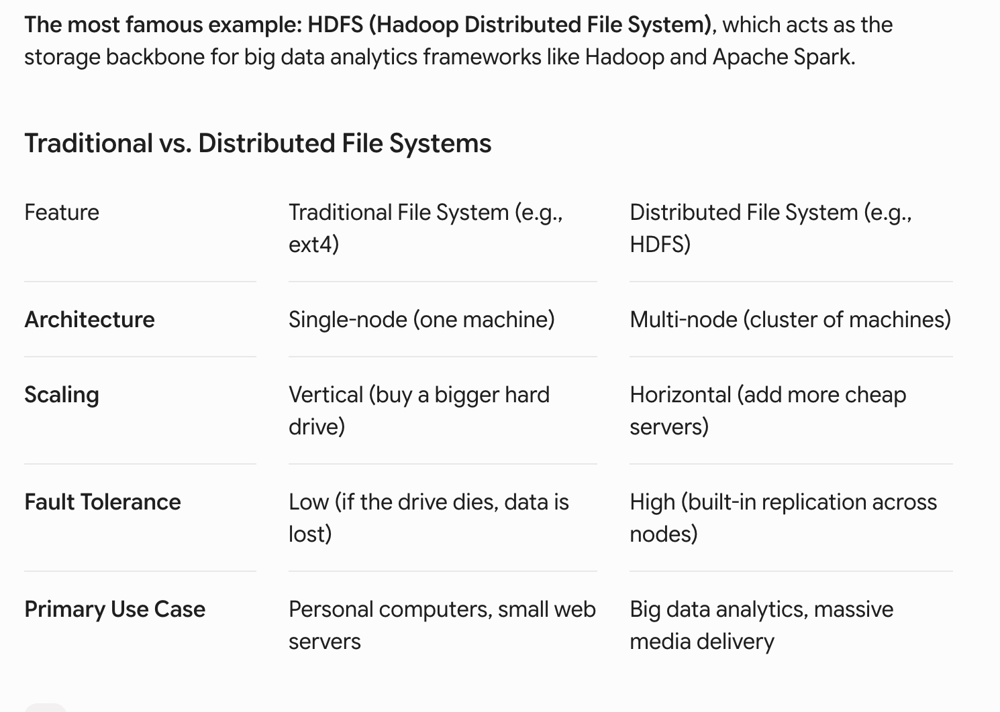 The most famous example: HDFS (Hadoop Distributed File System), which acts as the
storage backbone for big data analytics frameworks like Hadoop and Apache Spark.
Traditional vs. Distributed File Systems
Feature
Traditional File System (e.g.,
ext4)
Distributed File System (e.g.,
HDFS)
Architecture
Single-node (one machine)
Multi-node (cluster of machines)
Scaling
Vertical (buy a bigger hard
drive)
Horizontal (add more cheap
servers)
Fault Tolerance
Low (if the drive dies, data is
lost)
High (built-in replication across
nodes)
Primary Use Case
Personal computers, small web
servers
Big data analytics, massive
media delivery